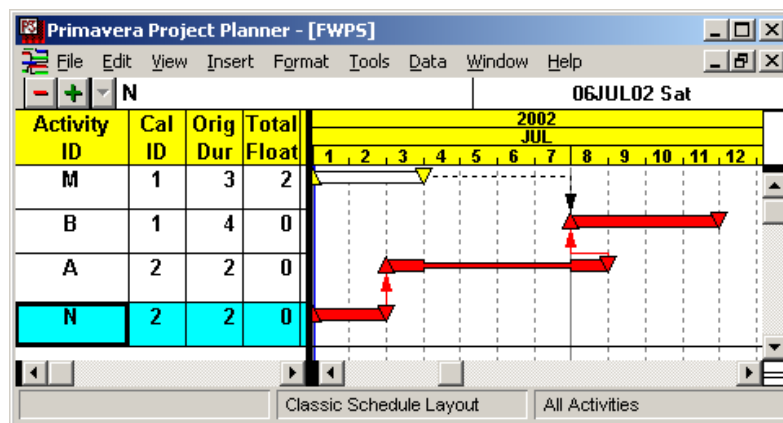 Primavera Project Planner - [FWPS]
File Edit View Insert Format Tools Data Window Help
N 06JUL02 Sat
Activity ID Cal ID Orig Dur Total Float
2002
JUL
1 2 3 4 5 6 7 8 9 10 11 12
M 1 3 2
B 1 4 0
A 2 2 0
N 2 2 0
Classic Schedule Layout All Activities